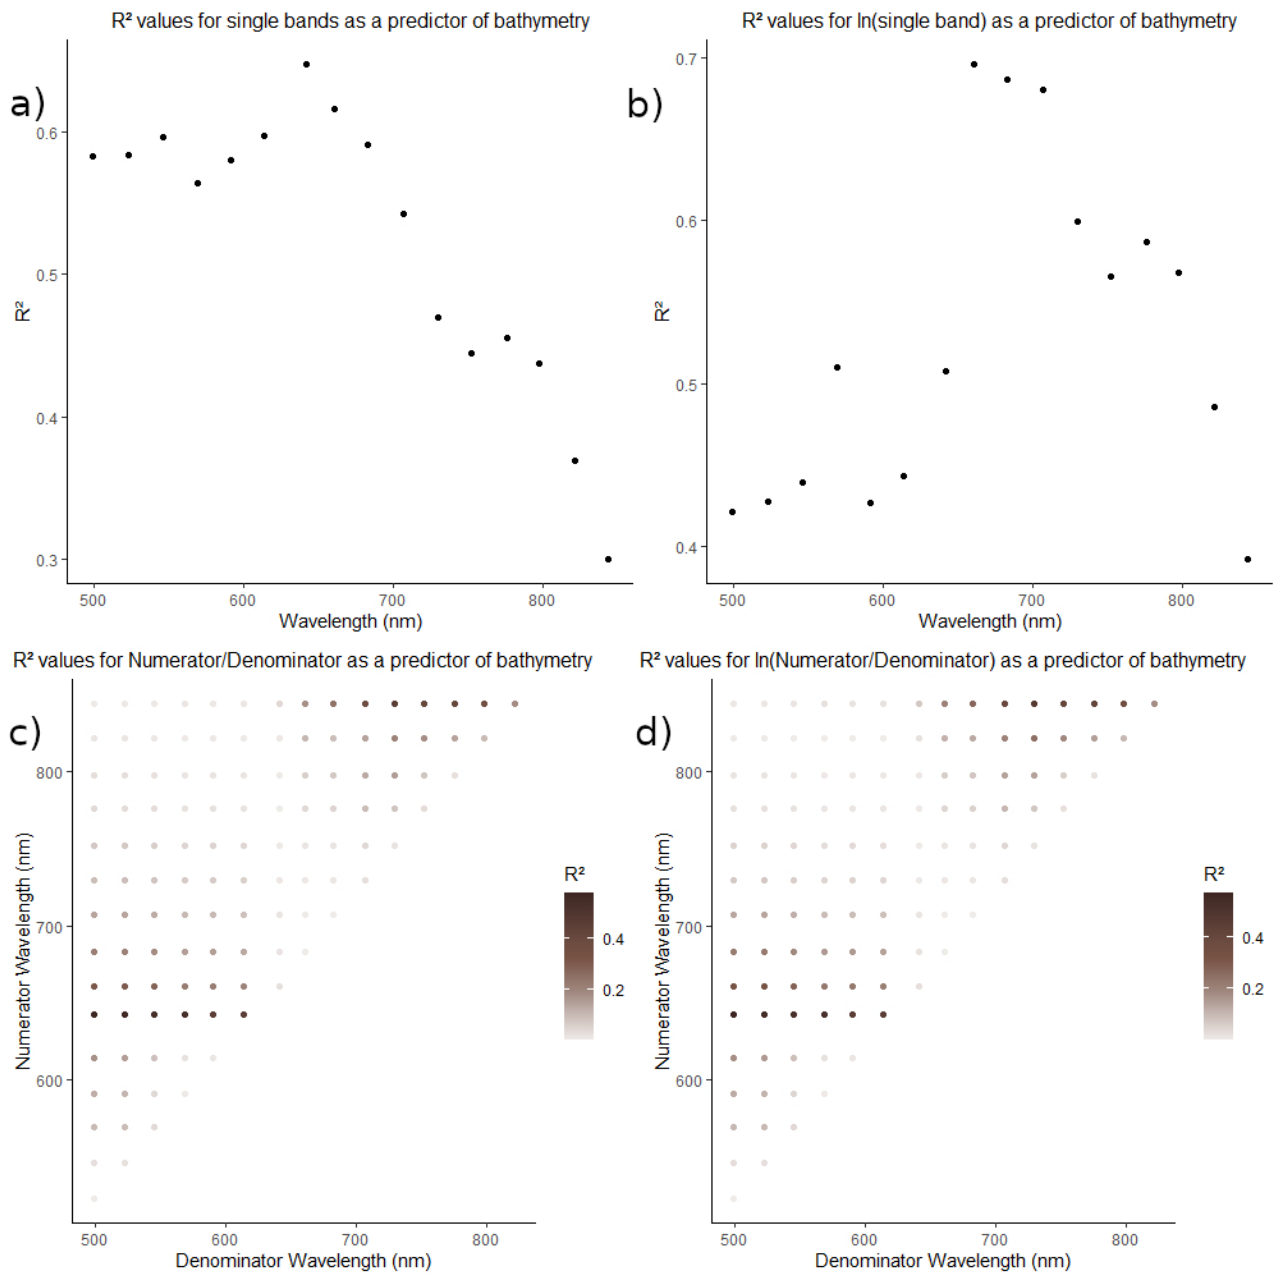 R² values for single bands as a predictor of bathymetry
a)
0.6
0.5
0.4
0.3
R²
500 600 700 800
Wavelength (nm)
R² values for ln(single band) as a predictor of bathymetry
b)
0.7
0.6
0.5
0.4
R²
500 600 700 800
Wavelength (nm)
R² values for Numerator/Denominator as a predictor of bathymetry
c)
800
700
600
Numerator Wavelength (nm)
500 600 700 800
Denominator Wavelength (nm)
R²
0.4
0.2
R² values for ln(Numerator/Denominator) as a predictor of bathymetry
d)
800
700
600
Numerator Wavelength (nm)
500 600 700 800
Denominator Wavelength (nm)
R²
0.4
0.2